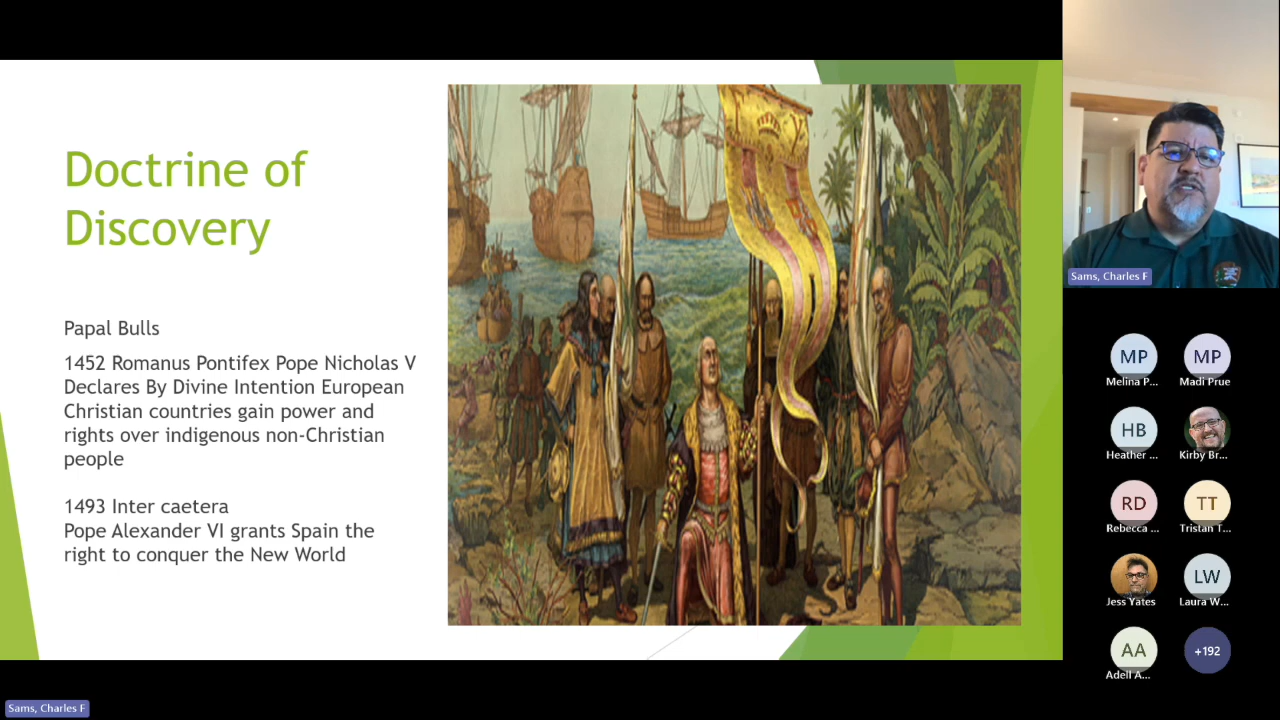 Doctrine of
Discovery
Papal Bulls
1452 Romanus Pontifex Pope Nicholas V
Declares By Divine Intention European
Christian countries gain power and
rights over indigenous non-Christian
people
1493 Inter caetera
Pope Alexander VI grants Spain the
right to conquer the New World
Sams, Charles F
MP
Melina P...
MP
Madi Prue
HB
Heather ...
Kirby Br...
RD
Rebecca ...
TT
Tristan T...
Jess Yates
LW
Laura W...
AA
Adell A...
+192
Sams, Charles F